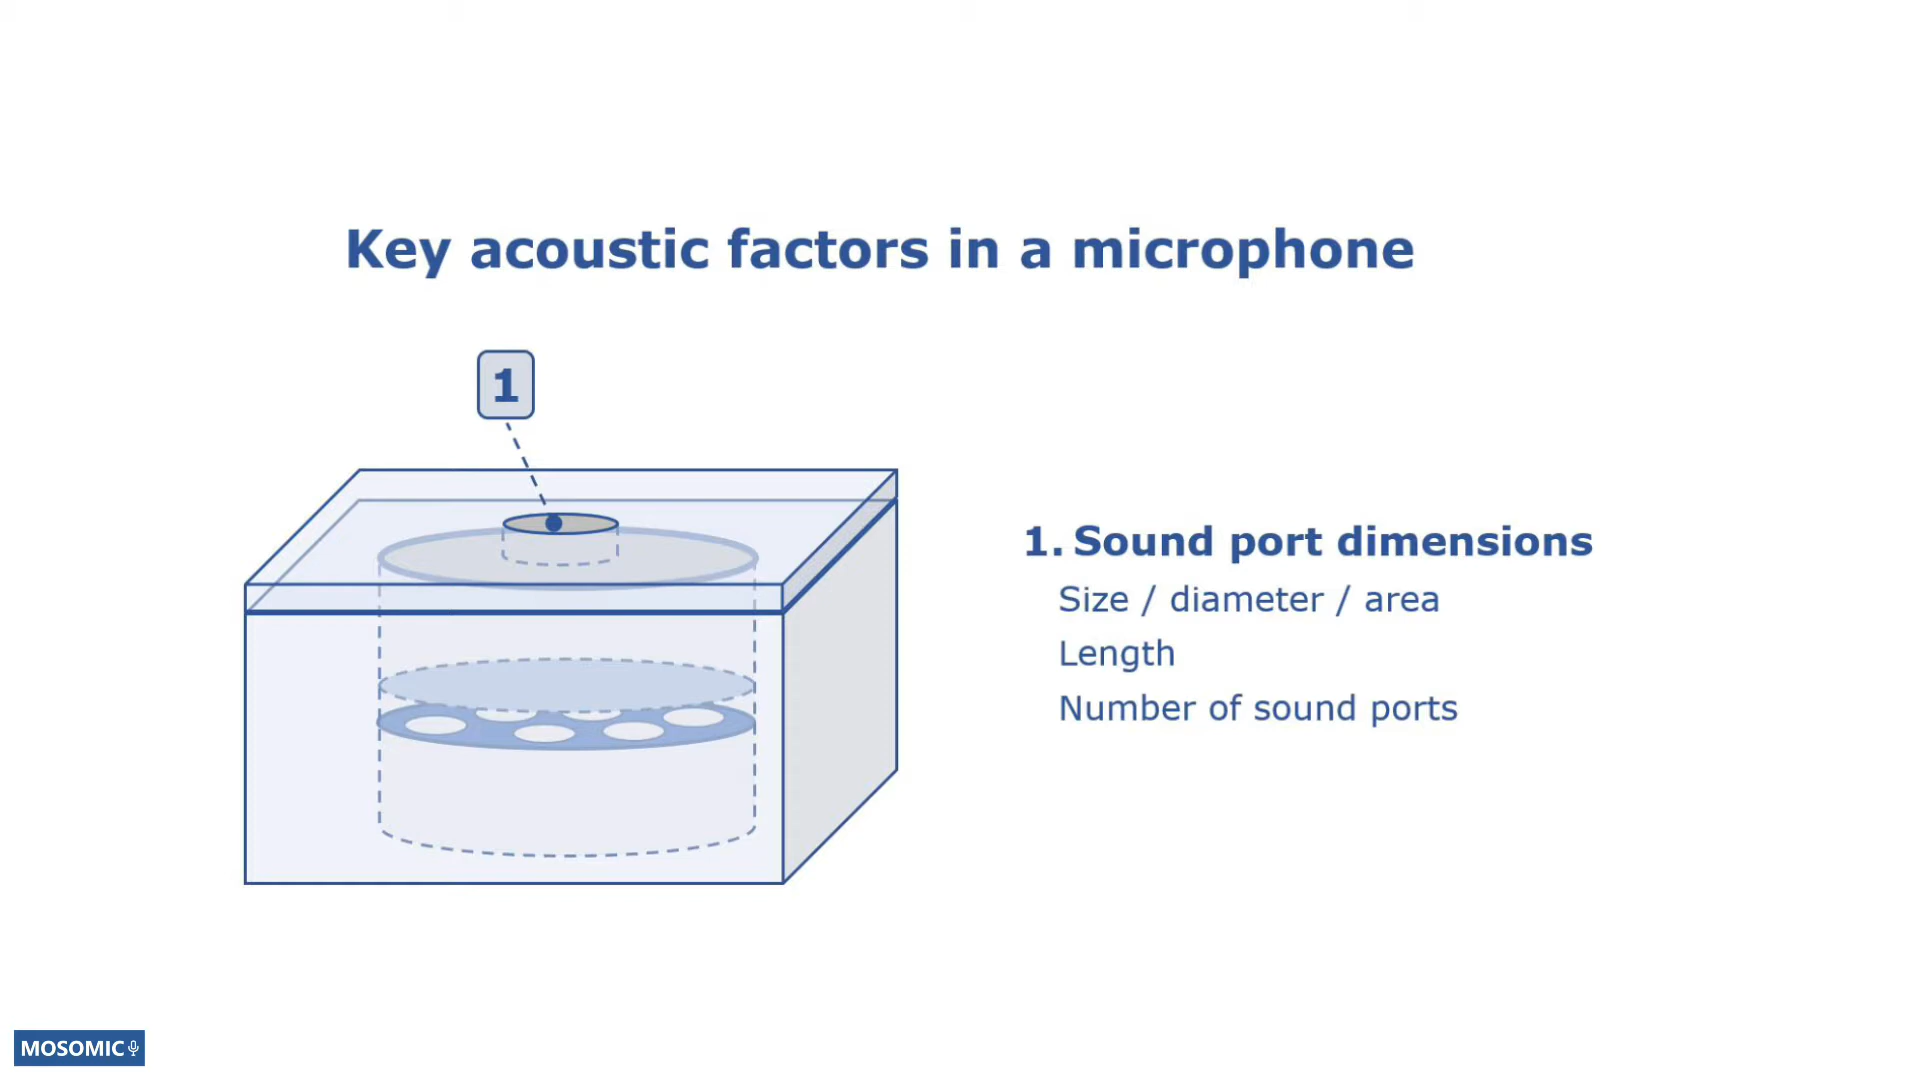 Key acoustic factors in a microphone
1
1. Sound port dimensions
Size / diameter / area
Length
Number of sound ports
MOSOMIC